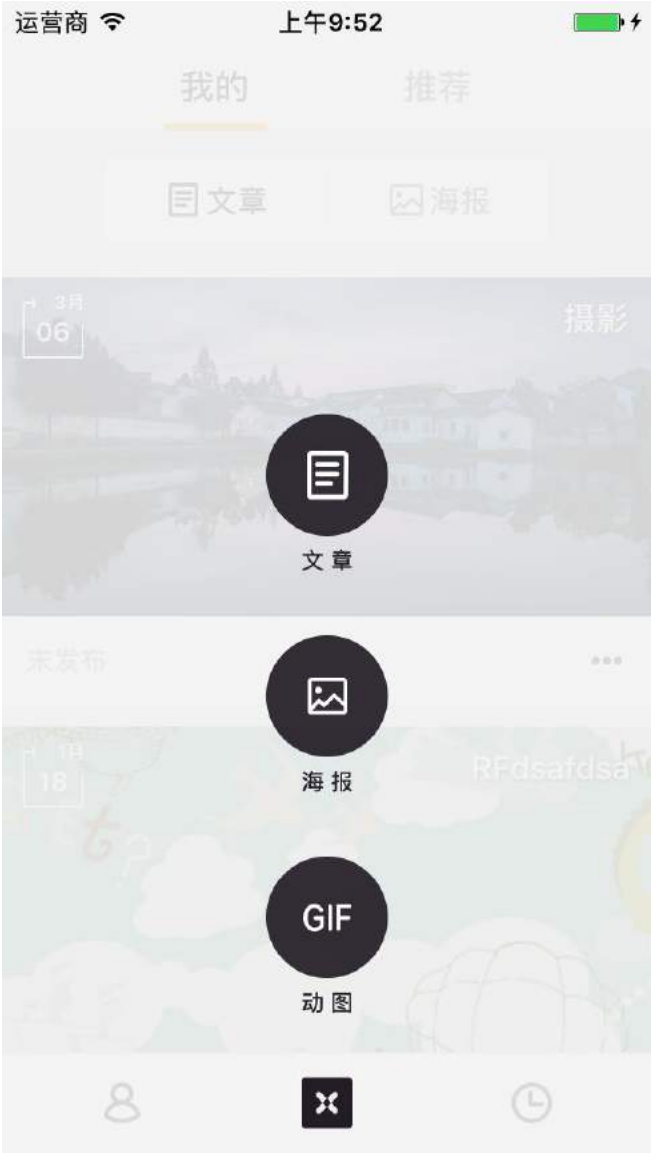 运营商 上午9:52
我的 推荐
文章 海报
3月
06 摄影
文章
未发布
海报
1月
18 RFdsafdsa
GIF
动图